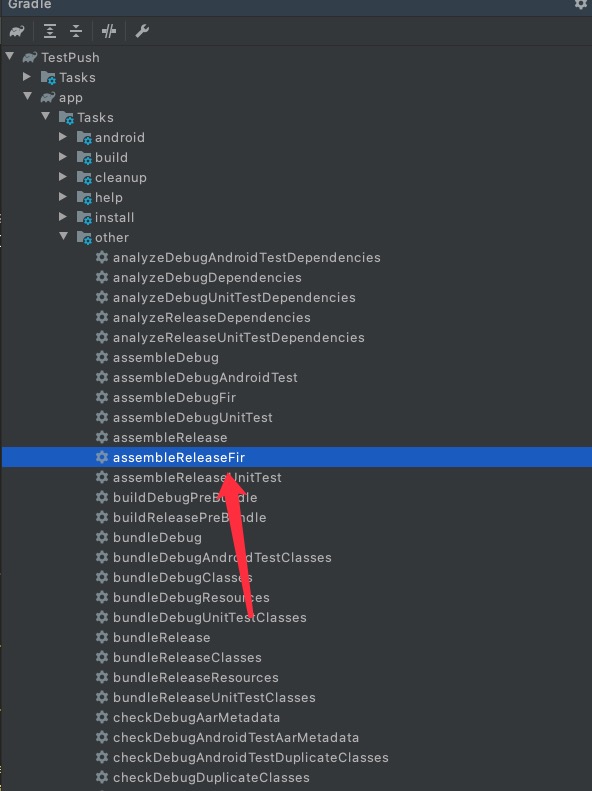 Gradle
TestPush
Tasks
app
Tasks
android
build
cleanup
help
install
other
analyzeDebugAndroidTestDependencies
analyzeDebugDependencies
analyzeDebugUnitTestDependencies
analyzeReleaseDependencies
analyzeReleaseUnitTestDependencies
assembleDebug
assembleDebugAndroidTest
assembleDebugFir
assembleDebugUnitTest
assembleRelease
assembleReleaseFir
assembleReleaseUnitTest
buildDebugPreBundle
buildReleasePreBundle
bundleDebug
bundleDebugAndroidTestClasses
bundleDebugClasses
bundleDebugResources
bundleDebugUnitTestClasses
bundleRelease
bundleReleaseClasses
bundleReleaseResources
bundleReleaseUnitTestClasses
checkDebugAarMetadata
checkDebugAndroidTestAarMetadata
checkDebugAndroidTestDuplicateClasses
checkDebugDuplicateClasses